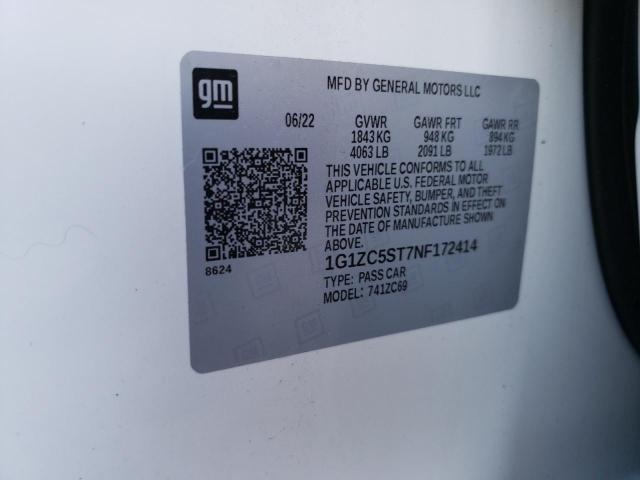 gm
MFD BY GENERAL MOTORS LLC
06/22 GVWR GAWR FRT GAWR RR
1843 KG 948 KG 894 KG
4063 LB 2091 LB 1972 LB
THIS VEHICLE CONFORMS TO ALL
APPLICABLE U.S. FEDERAL MOTOR
VEHICLE SAFETY, BUMPER, AND THEFT
PREVENTION STANDARDS IN EFFECT ON
THE DATE OF MANUFACTURE SHOWN
ABOVE.
8624
1G1ZC5ST7NF172414
TYPE: PASS CAR
MODEL: 741ZC69